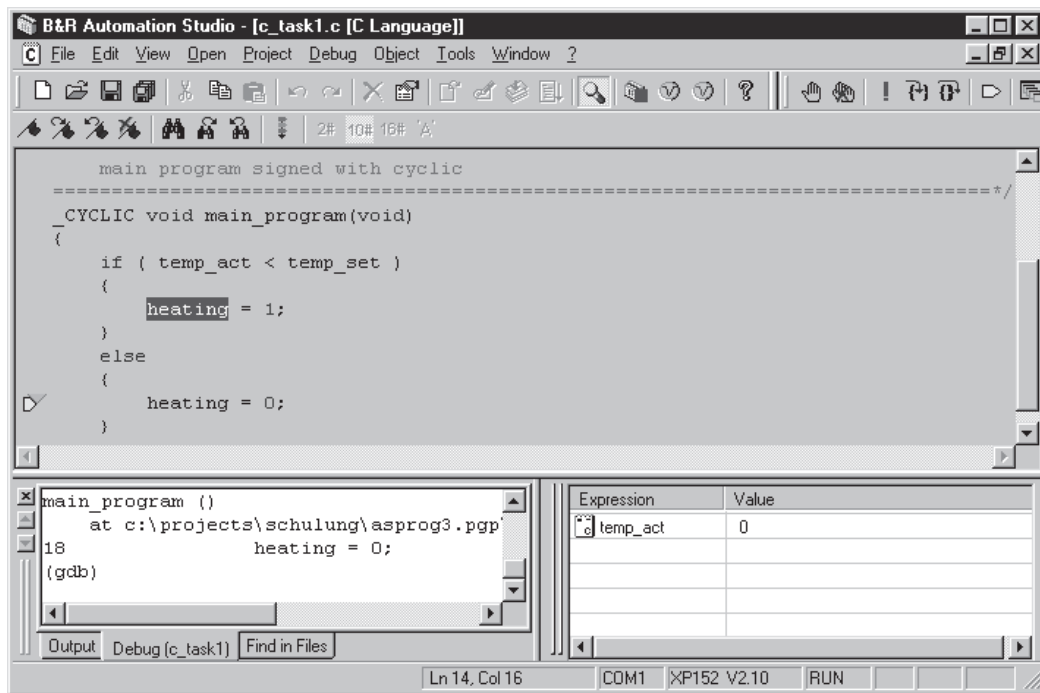 B&R Automation Studio - [c_task1.c [C Language]]
File Edit View Open Project Debug Object Tools Window ?
2# 10# 16# 'A'
main program signed with cyclic
================================================================================*/
_CYCLIC void main_program(void)
{
if ( temp_act < temp_set )
{
heating = 1;
}
else
{
heating = 0;
}
main_program ()
at c:\projects\schulung\asprog3.pgp
18 heating = 0;
(gdb)
Output Debug (c_task1) Find in Files
Expression Value
temp_act 0
Ln 14, Col 16 COM1 XP152 V2.10 RUN